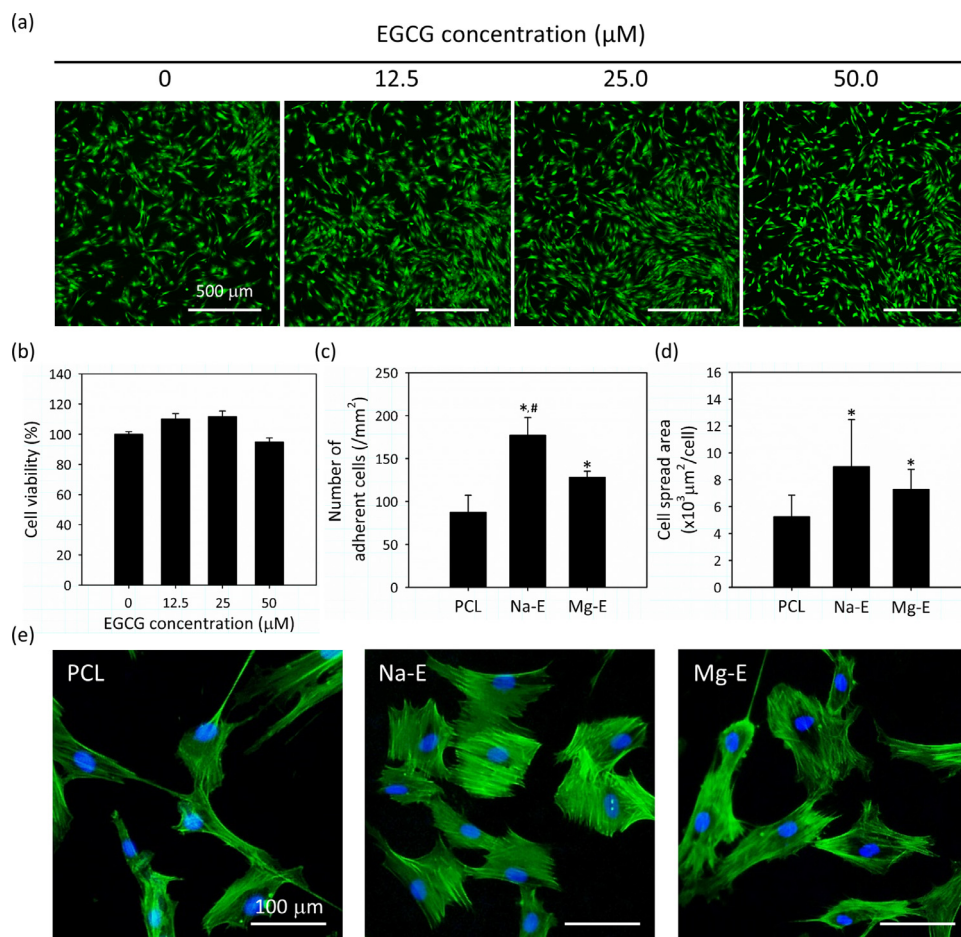 (a)
EGCG concentration (μM)
0 12.5 25.0 50.0
500 μm
(b)
140
120
100
80
60
40
20
0
Cell viability (%)
0 12.5 25 50
EGCG concentration (μM)
(c)
250
200
150
100
50
0
Number of
adherent cells (/mm²)
*,#
*
PCL Na-E Mg-E
(d)
16
14
12
10
8
6
4
2
0
Cell spread area
(x10³μm²/cell)
*
*
PCL Na-E Mg-E
(e)
PCL
100 μm
Na-E
Mg-E